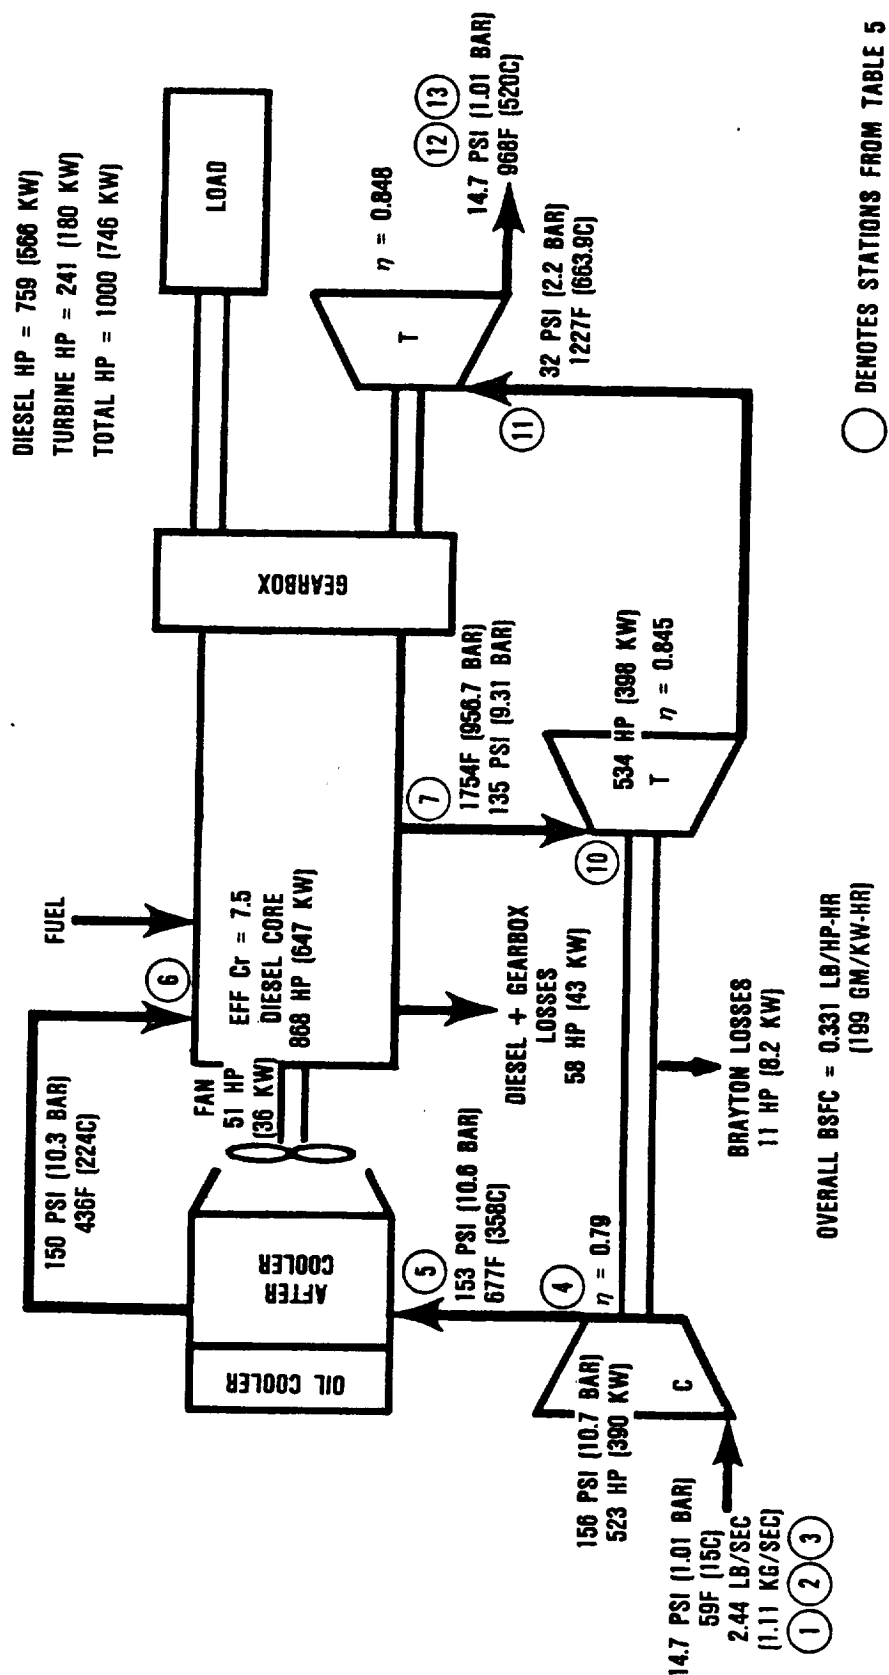 DIESEL HP = 759 (566 KW)
TURBINE HP = 241 (180 KW)
TOTAL HP = 1000 (746 KW)
LOAD
GEARBOX
η = 0.848
T
12 13
14.7 PSI (1.01 BAR)
968F (520C)
32 PSI (2.2 BAR)
1227F (663.9C)
11
FUEL
6
150 PSI (10.3 BAR)
436F (224C)
EFF Cr = 7.5
DIESEL CORE
868 HP (647 KW)
FAN
51 HP
(36 KW)
AFTER
COOLER
OIL COOLER
5
153 PSI (10.6 BAR)
677F (358C)
DIESEL + GEARBOX
LOSSES
58 HP (43 KW)
7
1754F (956.7 BAR)
135 PSI (9.31 BAR)
10
534 HP (398 KW)
T
η = 0.845
4
η = 0.79
156 PSI (10.7 BAR)
523 HP (390 KW)
C
BRAYTON LOSSES
11 HP (8.2 KW)
14.7 PSI (1.01 BAR)
59F (15C)
2.44 LB/SEC
(1.11 KG/SEC)
1 2 3
OVERALL BSFC = 0.331 LB/HP-HR
(199 GM/KW-HR)
DENOTES STATIONS FROM TABLE 5